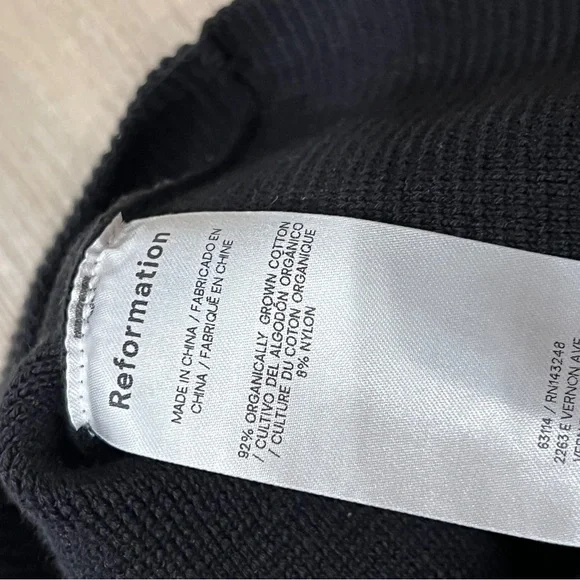 Reformation
MADE IN CHINA / FABRICADO EN
CHINA / FABRIQUÉ EN CHINE
92% ORGANICALLY GROWN COTTON
/ CULTIVO DEL ALGODÓN ORGÁNICO
/ CULTURE DU COTON ORGANIQUE
8% NYLON
63114 / RN143248
2263 E VERNON AVE